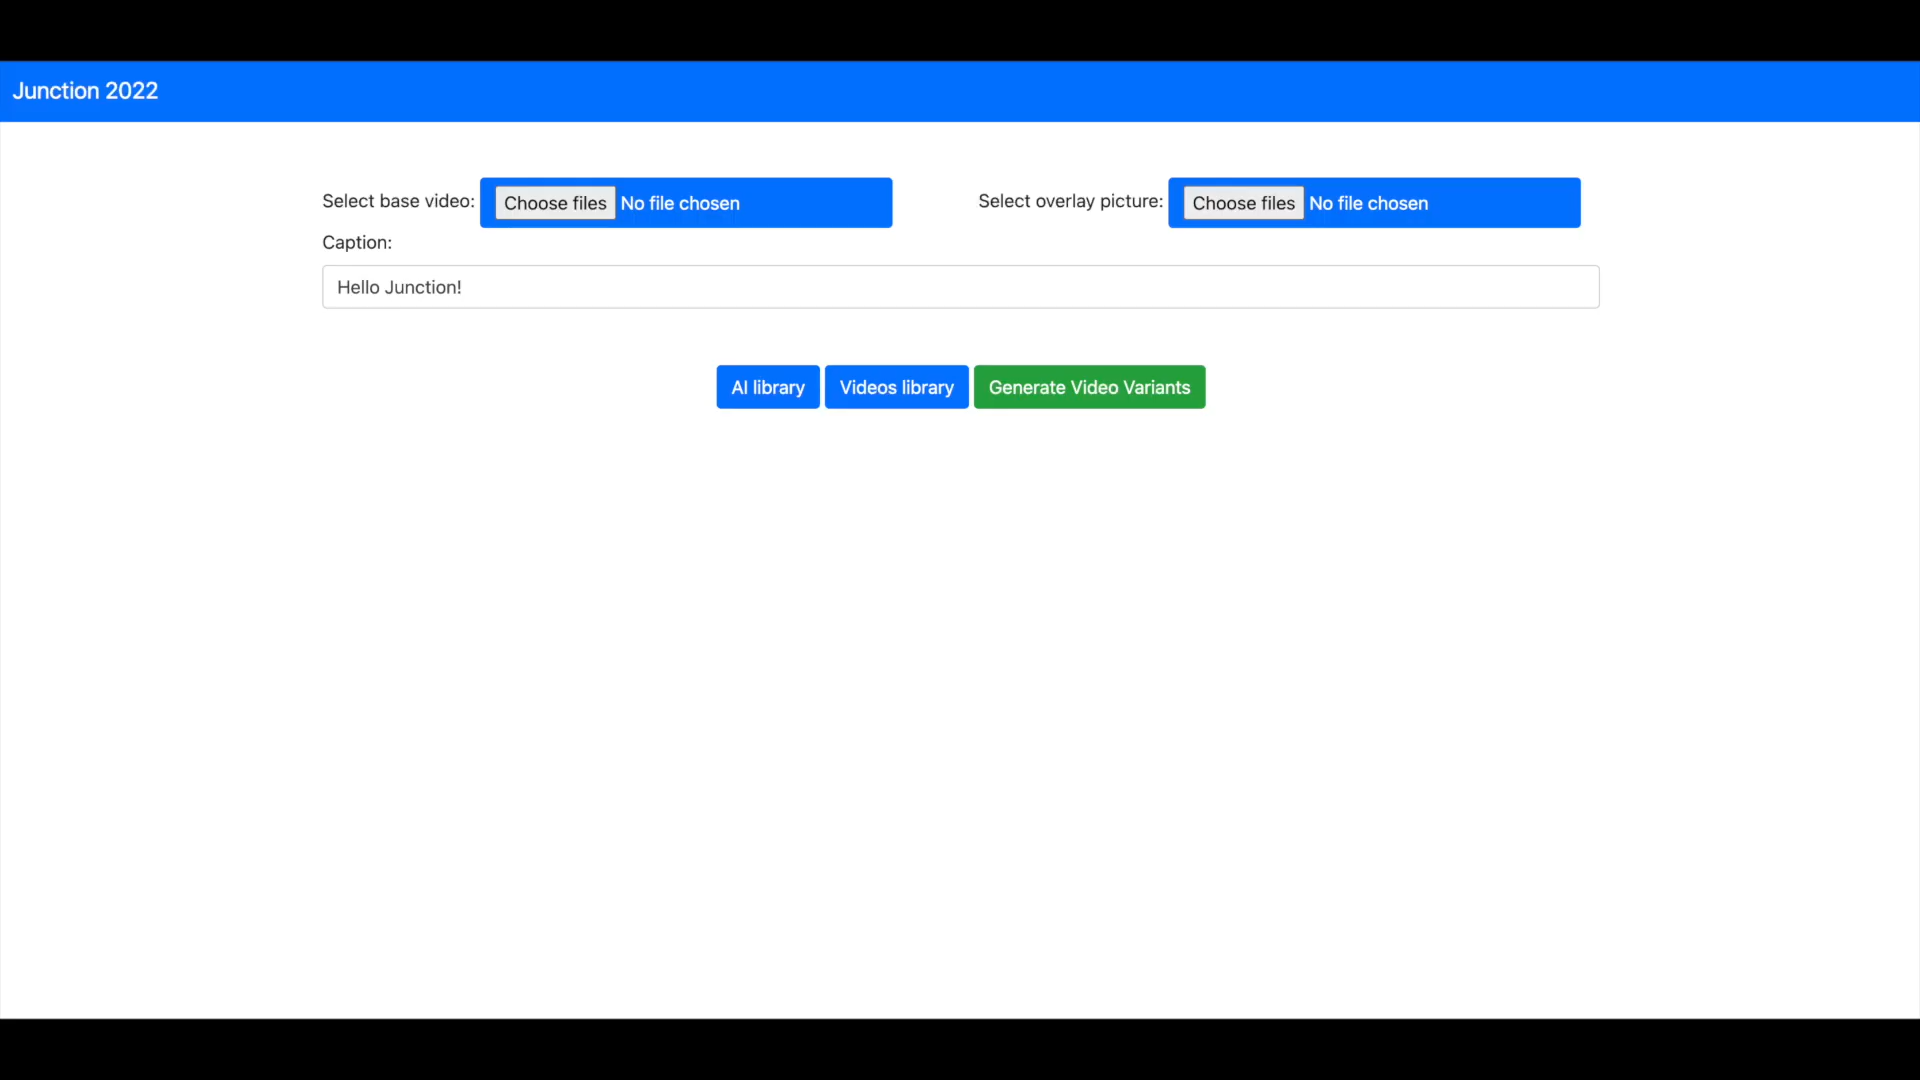 Junction 2022
Select base video: Choose files No file chosen Select overlay picture: Choose files No file chosen
Caption:
Hello Junction!
AI library Videos library Generate Video Variants